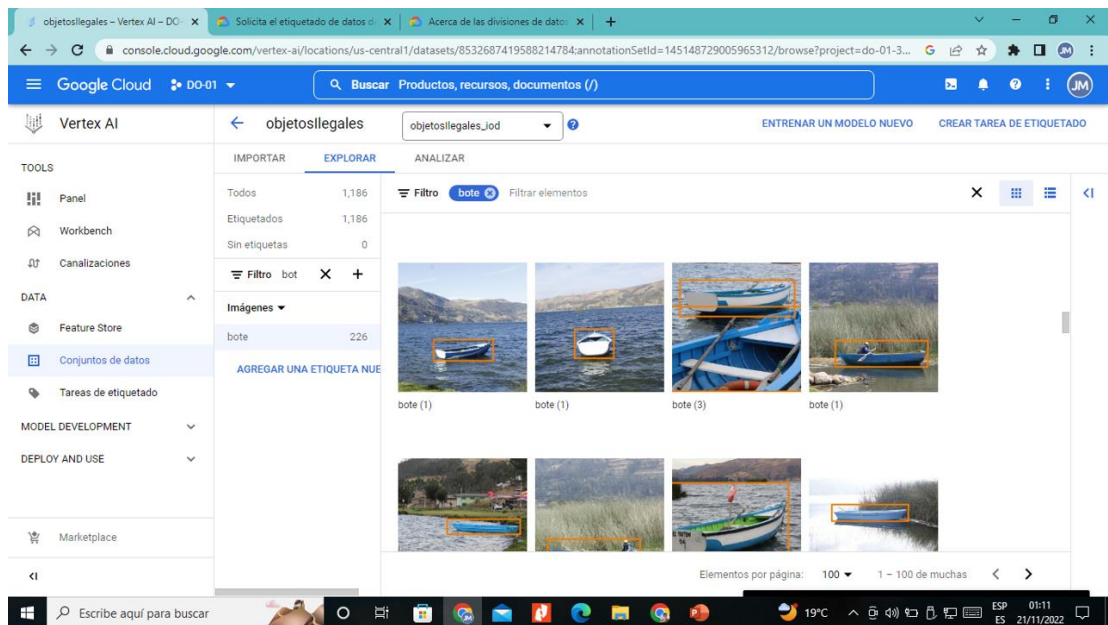 objetosIlegales – Vertex AI – DO-
Solicita el etiquetado de datos d
Acerca de las divisiones de datos
console.cloud.google.com/vertex-ai/locations/us-central1/datasets/8532687419588214784;annotationSetId=145148729005965312/browse?project=do-01-3...
Google Cloud
DO-01
Buscar Productos, recursos, documentos (/)
JM
Vertex AI
objetosIlegales
objetosIlegales_iod
ENTRENAR UN MODELO NUEVO
CREAR TAREA DE ETIQUETADO
IMPORTAR
EXPLORAR
ANALIZAR
TOOLS
Panel
Workbench
Canalizaciones
DATA
Feature Store
Conjuntos de datos
Tareas de etiquetado
MODEL DEVELOPMENT
DEPLOY AND USE
Marketplace
Todos 1,186
Etiquetados 1,186
Sin etiquetas 0
Filtro bot
Imágenes
bote 226
AGREGAR UNA ETIQUETA NUE
Filtro bote Filtrar elementos
bote (1)
bote (1)
bote (3)
bote (1)
Elementos por página: 100 1 – 100 de muchas
Escribe aquí para buscar
19°C
ESP
ES
01:11
21/11/2022